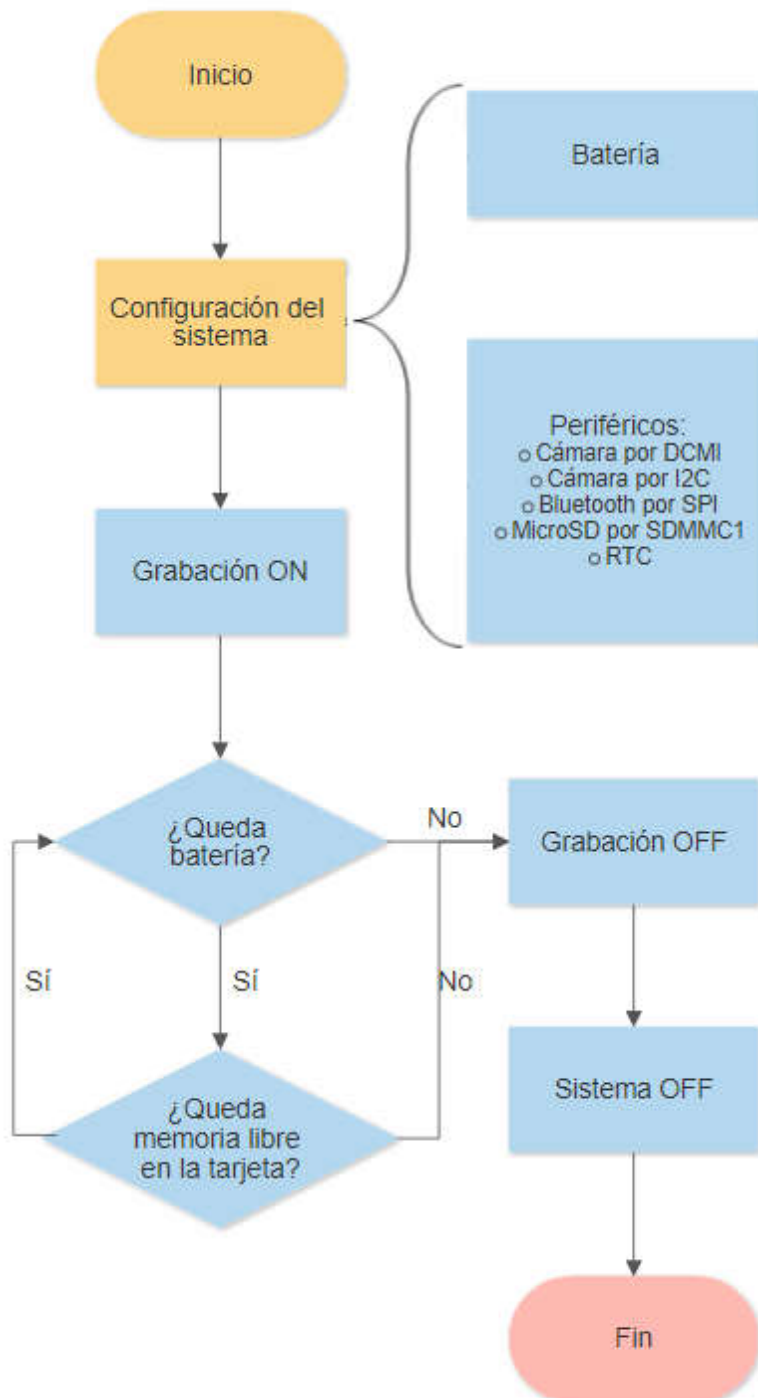 Inicio
Batería
Configuración del
sistema
Periféricos:
o Cámara por DCMI
o Cámara por I2C
o Bluetooth por SPI
o MicroSD por SDMMC1
o RTC
Grabación ON
¿Queda
batería?
No
Grabación OFF
Sí
Sí
No
¿Queda
memoria libre
en la tarjeta?
Sistema OFF
Fin